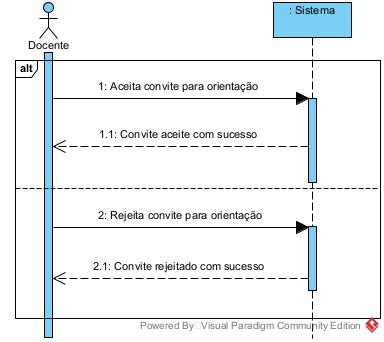 : Sistema
Docente
alt
1: Aceita convite para orientação
1.1: Convite aceite com sucesso
2: Rejeita convite para orientação
2.1: Convite rejeitado com sucesso
Powered By Visual Paradigm Community Edition